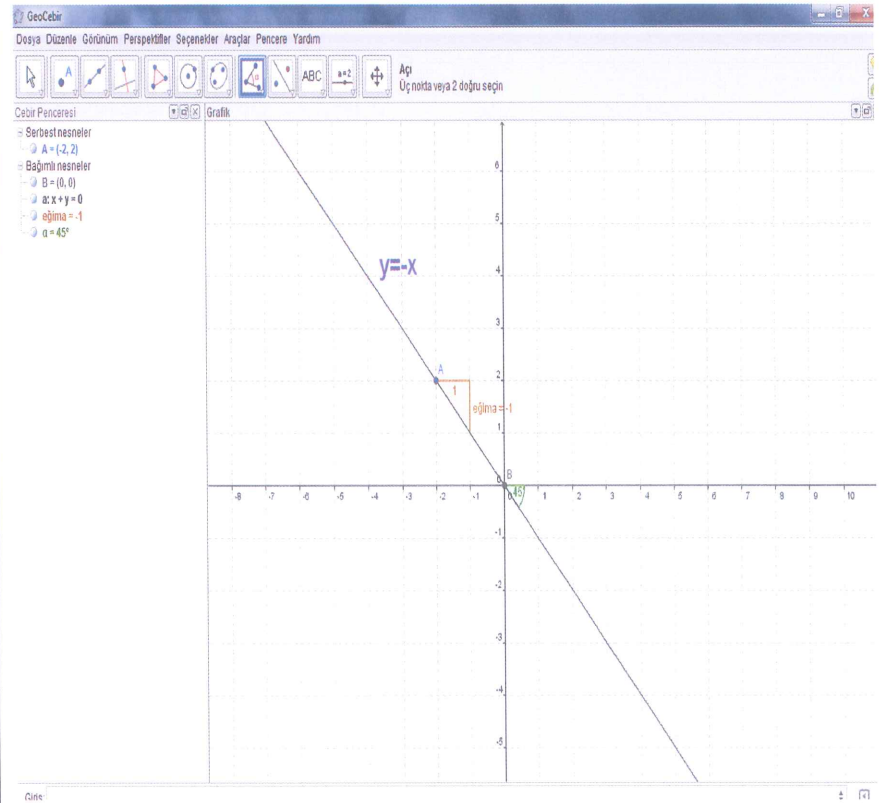 GeoCebir
Dosya Düzenle Görünüm Perspektifler Seçenekler Araçlar Pencere Yardım
A
α
ABC
a=2
Açı
Üç nokta veya 2 doğru seçin
Cebir Penceresi
Grafik
Serbest nesneler
A = (-2, 2)
Bağımlı nesneler
B = (0, 0)
a: x + y = 0
eğima = -1
α = 45°
y=-x
A
1
eğima = -1
B
45°
6
5
4
3
2
1
0
-8 -7 -6 -5 -4 -3 -2 -1 0 1 2 3 4 5 6 7 8 9 10
-1
-2
-3
-4
-5
Giriş: